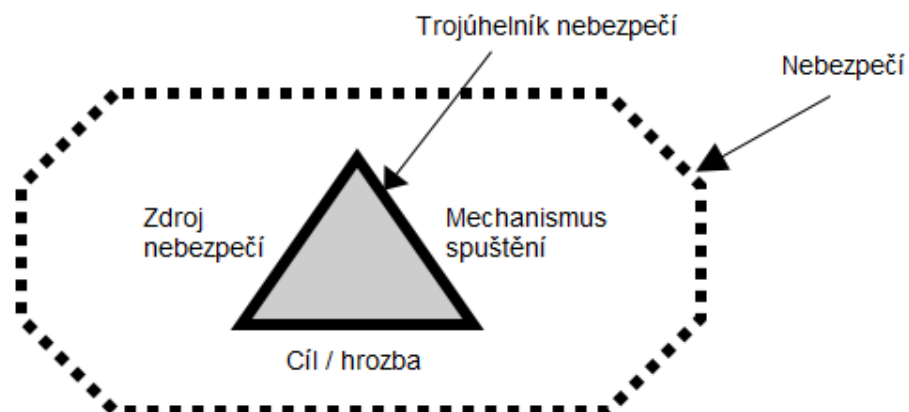 Trojúhelník nebezpečí
Nebezpečí
Zdroj
nebezpečí
Mechanismus
spuštění
Cíl / hrozba